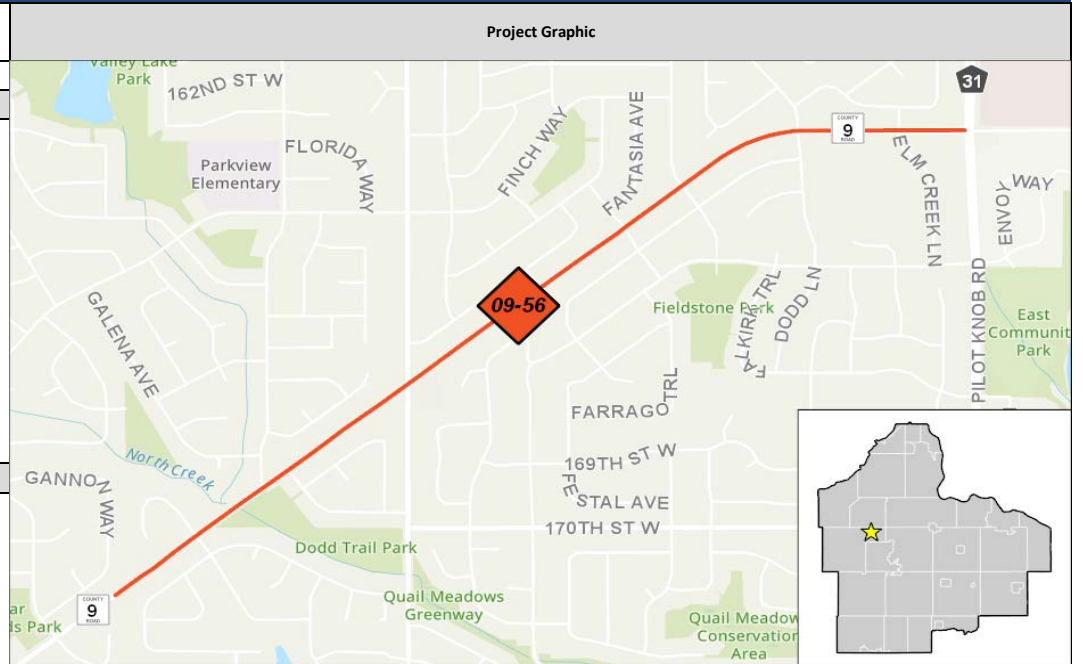 Project Graphic
Valley Lake
Park
162ND ST W
31
COUNTY
9
ROAD
FLORIDA WAY
FINCH WAY
FANTASIA AVE
ELM CREEK LN
Parkview
Elementary
ENVOY WAY
PILOT KNOB RD
GALENA AVE
09-56
Fieldstone Park
FALKIRK TRL
DODD LN
East
Communit
Park
FARRAGO TRL
North Creek
169TH ST W
GANNON WAY
FESTAL AVE
170TH ST W
Dodd Trail Park
Quail Meadows
Greenway
COUNTY
9
ROAD
ar
ds Park
Quail Meadow
Conservation
Area